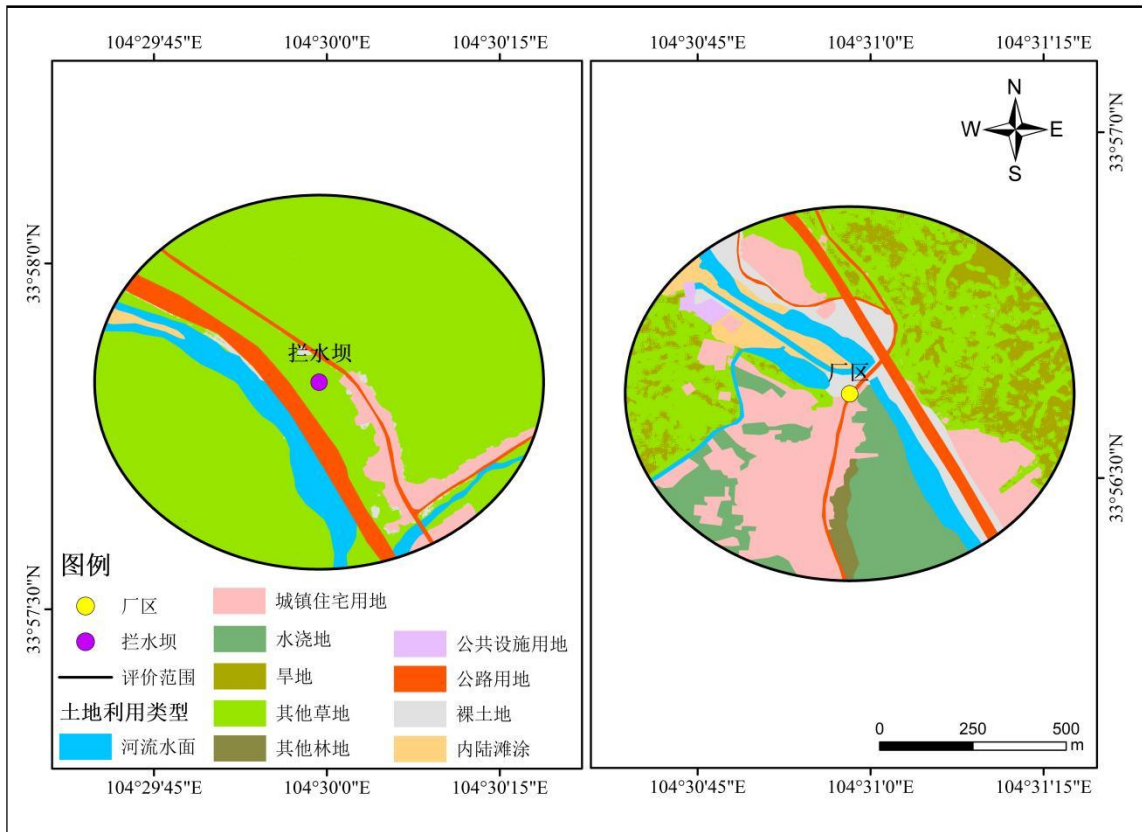 104°29'45"E 104°30'0"E 104°30'15"E 104°30'45"E 104°31'0"E 104°31'15"E
N
W E
S
33°57'0"N
33°58'0"N
拦水坝
厂区
33°56'30"N
33°57'30"N
图例
厂区
拦水坝
评价范围
土地利用类型
河流水面
城镇住宅用地
水浇地
旱地
其他草地
其他林地
公共设施用地
公路用地
裸土地
内陆滩涂
0 250 500
m
104°29'45"E 104°30'0"E 104°30'15"E 104°30'45"E 104°31'0"E 104°31'15"E